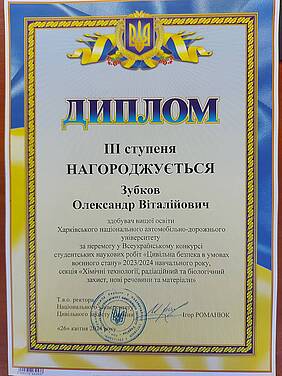 ДИПЛОМ
III ступеня
НАГОРОДЖУЄТЬСЯ
Зубков
Олександр Віталійович
здобувач вищої освіти
Харківського національного автомобільно-дорожнього
університету
за перемогу у Всеукраїнському конкурсі
студентських наукових робіт «Цивільна безпека в умовах
воєнного стану» 2023/2024 навчального року,
секція «Хімічні технології, радіаційний та біологічний
захист, нові речовини та матеріали»
Т.в.о. ректора
Національного
Цивільного Ігор РОМАНЮК
«26» квітня 2024 року